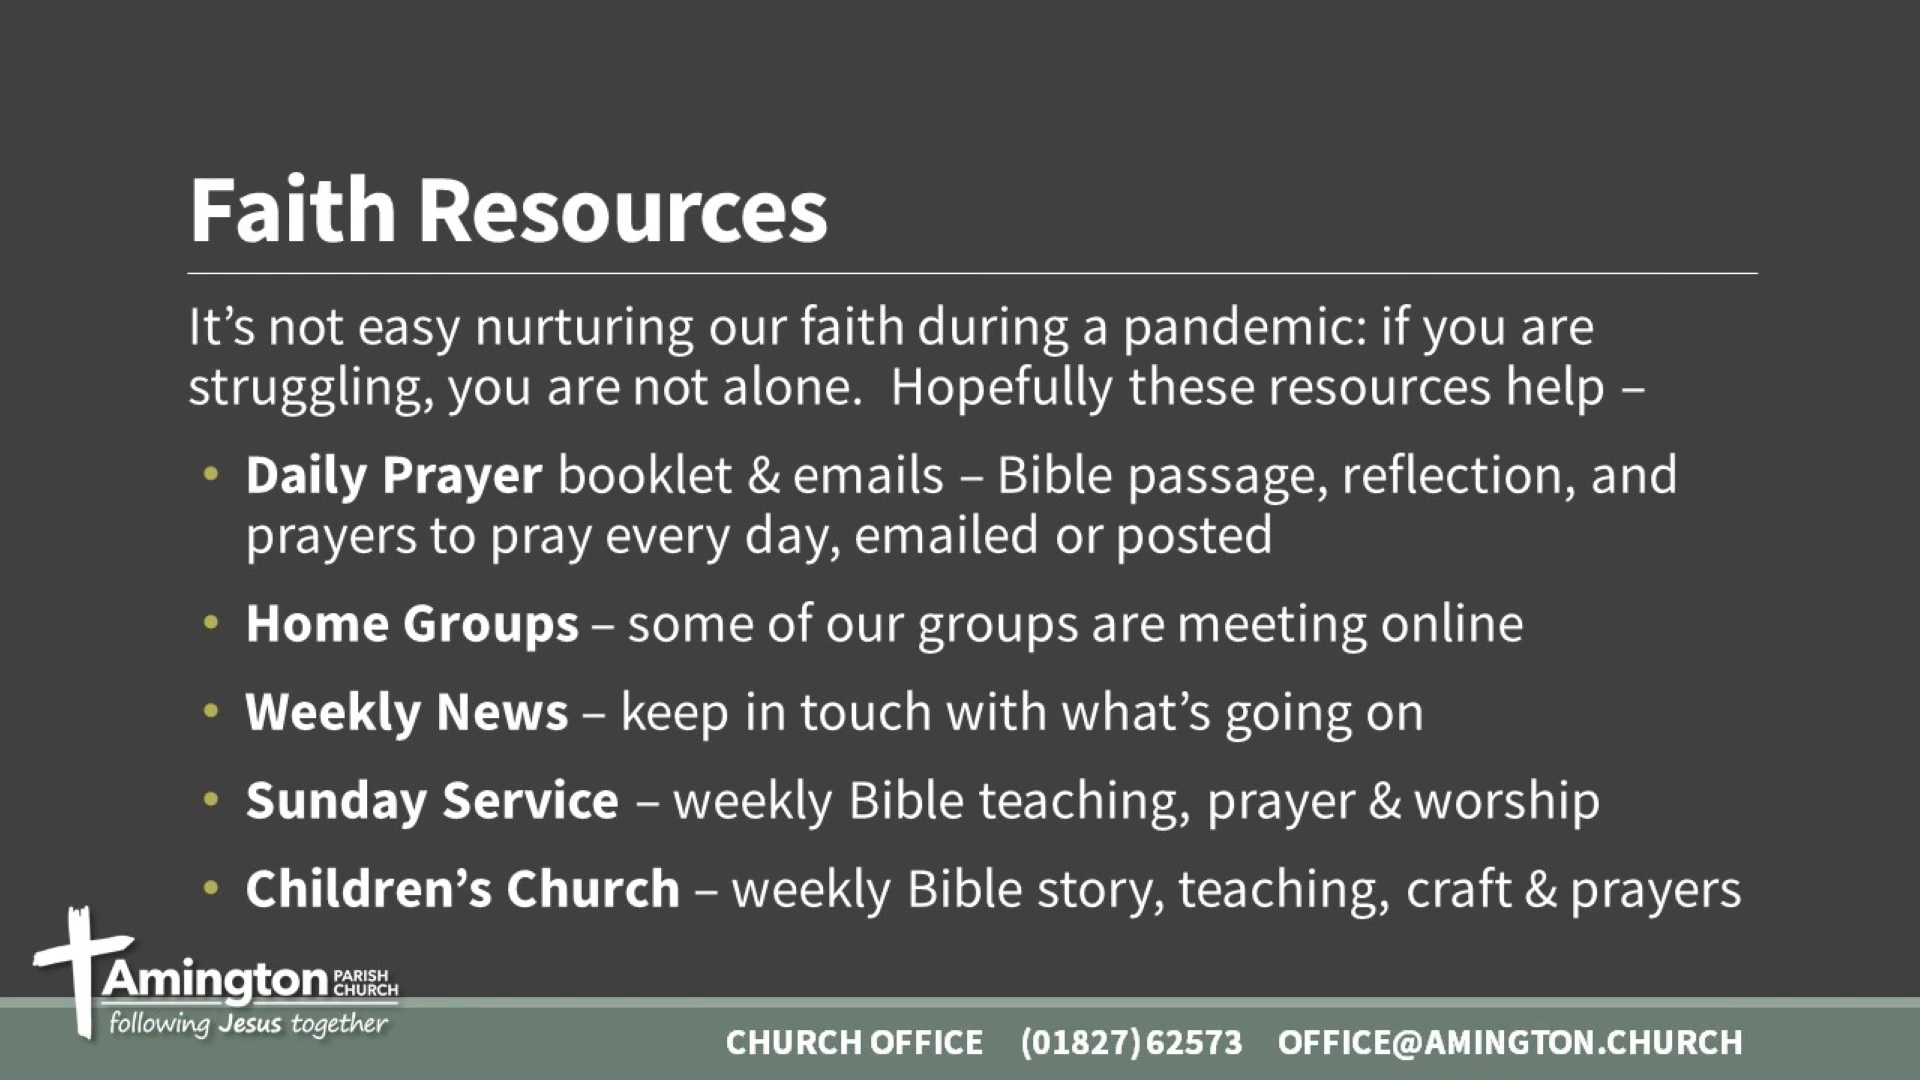 Faith Resources
It’s not easy nurturing our faith during a pandemic: if you are
struggling, you are not alone.  Hopefully these resources help –
• Daily Prayer booklet & emails – Bible passage, reflection, and
prayers to pray every day, emailed or posted
• Home Groups – some of our groups are meeting online
• Weekly News – keep in touch with what’s going on
• Sunday Service – weekly Bible teaching, prayer & worship
• Children’s Church – weekly Bible story, teaching, craft & prayers
Amington PARISH CHURCH
following Jesus together
CHURCH OFFICE (01827) 62573 OFFICE@AMINGTON.CHURCH